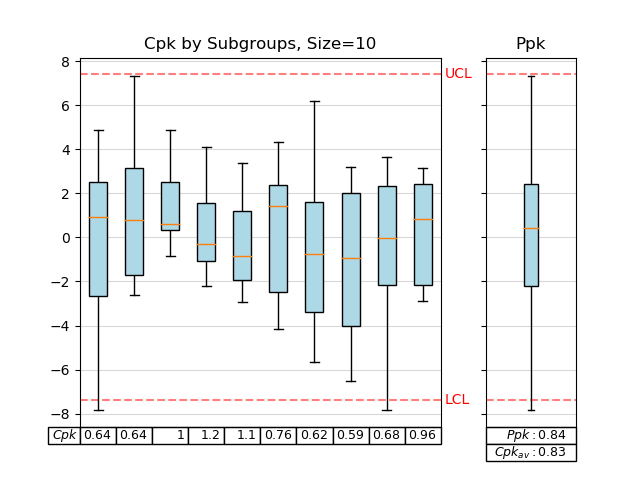 Cpk by Subgroups, Size=10
Ppk
8
6
4
2
0
−2
−4
−6
−8
UCL
LCL
Cpk 0.64 0.64 1 1.2 1.1 0.76 0.62 0.59 0.68 0.96
Ppk : 0.84
Cpk_av : 0.83